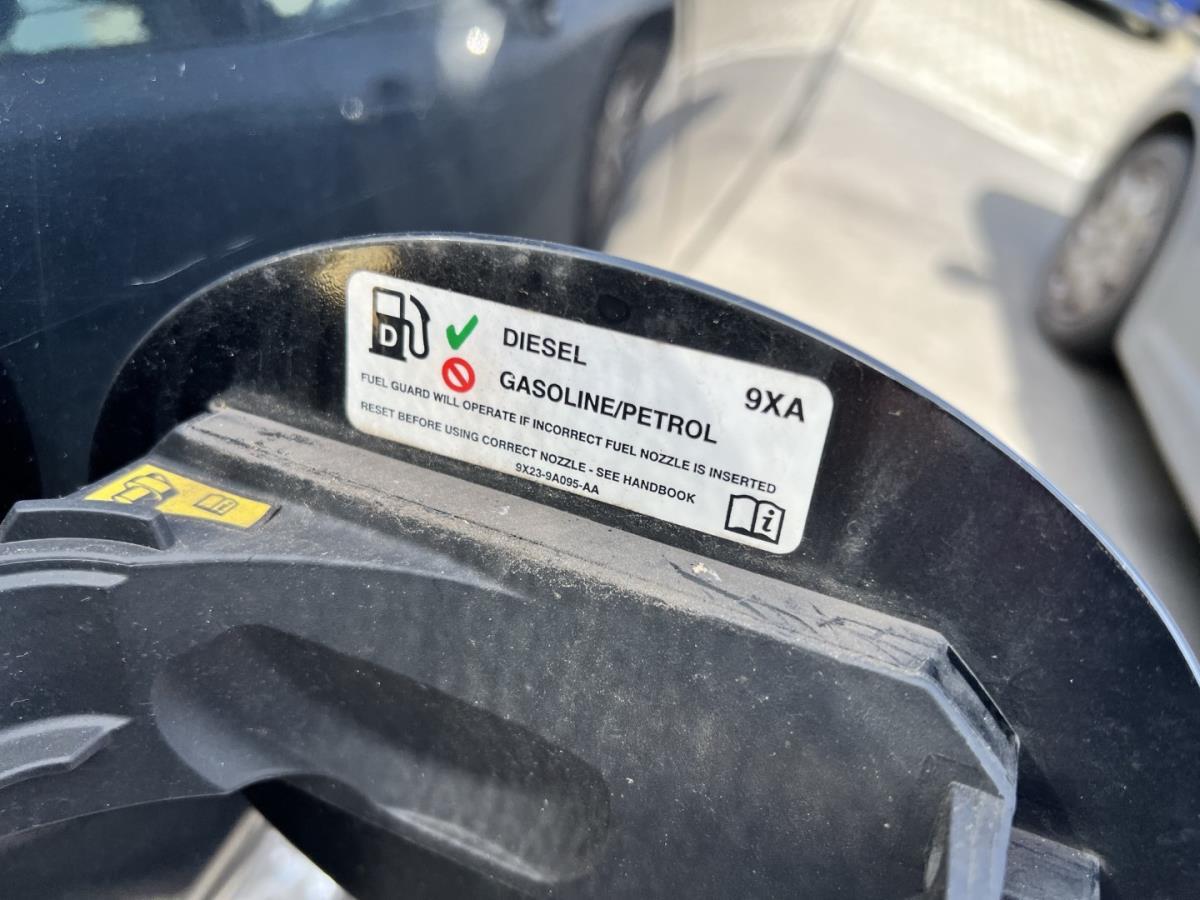 D
DIESEL
GASOLINE/PETROL
9XA
FUEL GUARD WILL OPERATE IF INCORRECT FUEL NOZZLE IS INSERTED
RESET BEFORE USING CORRECT NOZZLE - SEE HANDBOOK
9X23-9A095-AA
i